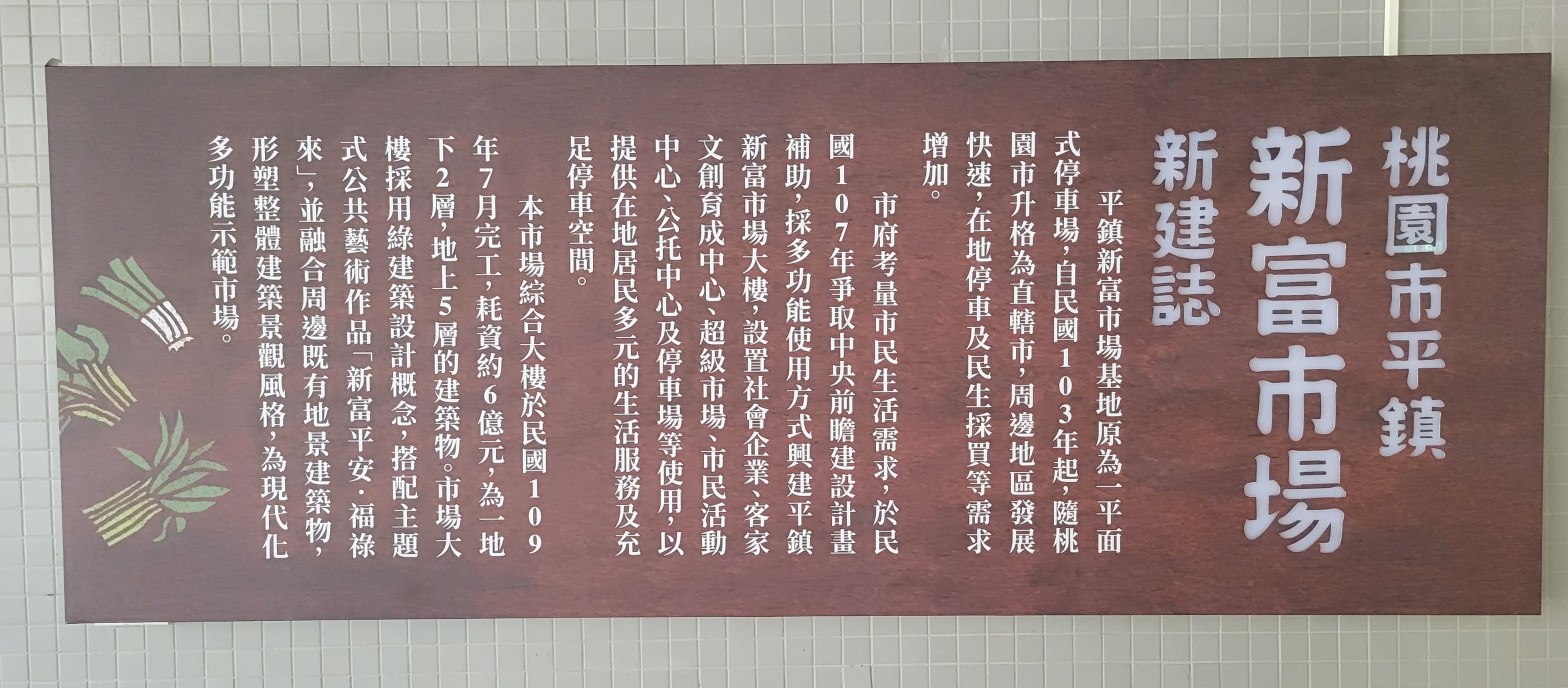 桃園市平鎮
新富市場
新建誌
平鎮新富市場基地原為一平面
式停車場，自民國103年起，隨桃
園市升格為直轄市，周邊地區發展
快速，在地停車及民生採買等需求
增加。
市府考量市民生活需求，於民
國107年爭取中央前瞻建設計畫
補助，採多功能使用方式興建平鎮
新富市場大樓，設置社會企業、客家
文創育成中心、超級市場、市民活動
中心、公托中心及停車場等使用，以
提供在地居民多元的生活服務及充
足停車空間。
本市場綜合大樓於民國109
年7月完工，耗資約6億元，為一地
下2層，地上5層的建築物。市場大
樓採用綠建築設計概念，搭配主題
式公共藝術作品「新富平安·福祿
來」，並融合周邊既有地景建築物，
形塑整體建築景觀風格，為現代化
多功能示範市場。